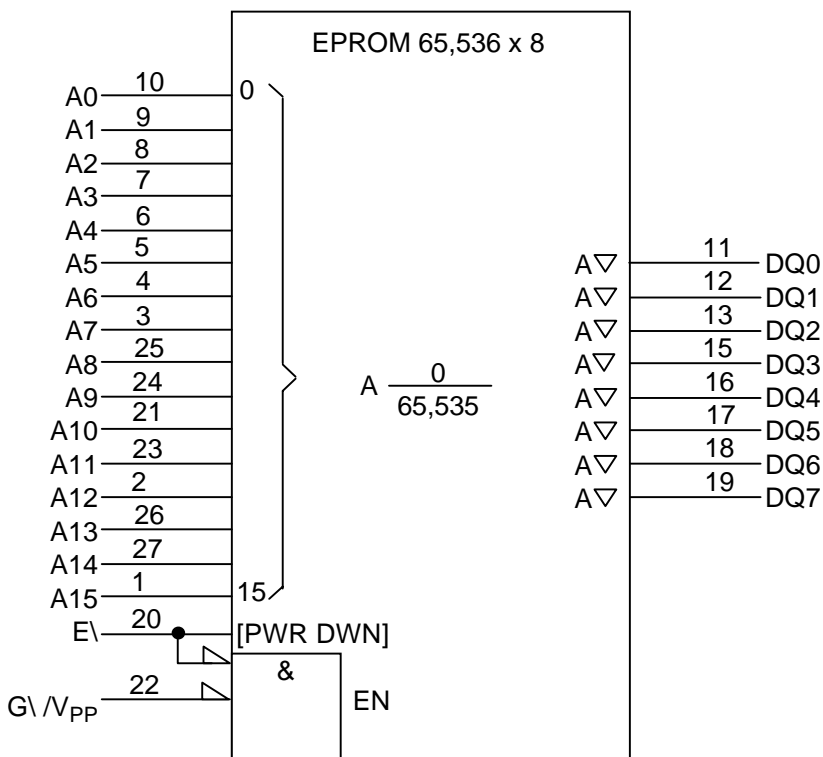 EPROM 65,536 x 8
A0 10 0
A1 9
A2 8
A3 7
A4 6
A5 5
A6 4
A7 3
A8 25
A9 24
A10 21
A11 23
A12 2
A13 26
A14 27
A15 1 15
E\ 20 [PWR DWN]
&
G\ /VPP 22 EN
A 0
65,535
A▽ 11 DQ0
A▽ 12 DQ1
A▽ 13 DQ2
A▽ 15 DQ3
A▽ 16 DQ4
A▽ 17 DQ5
A▽ 18 DQ6
A▽ 19 DQ7